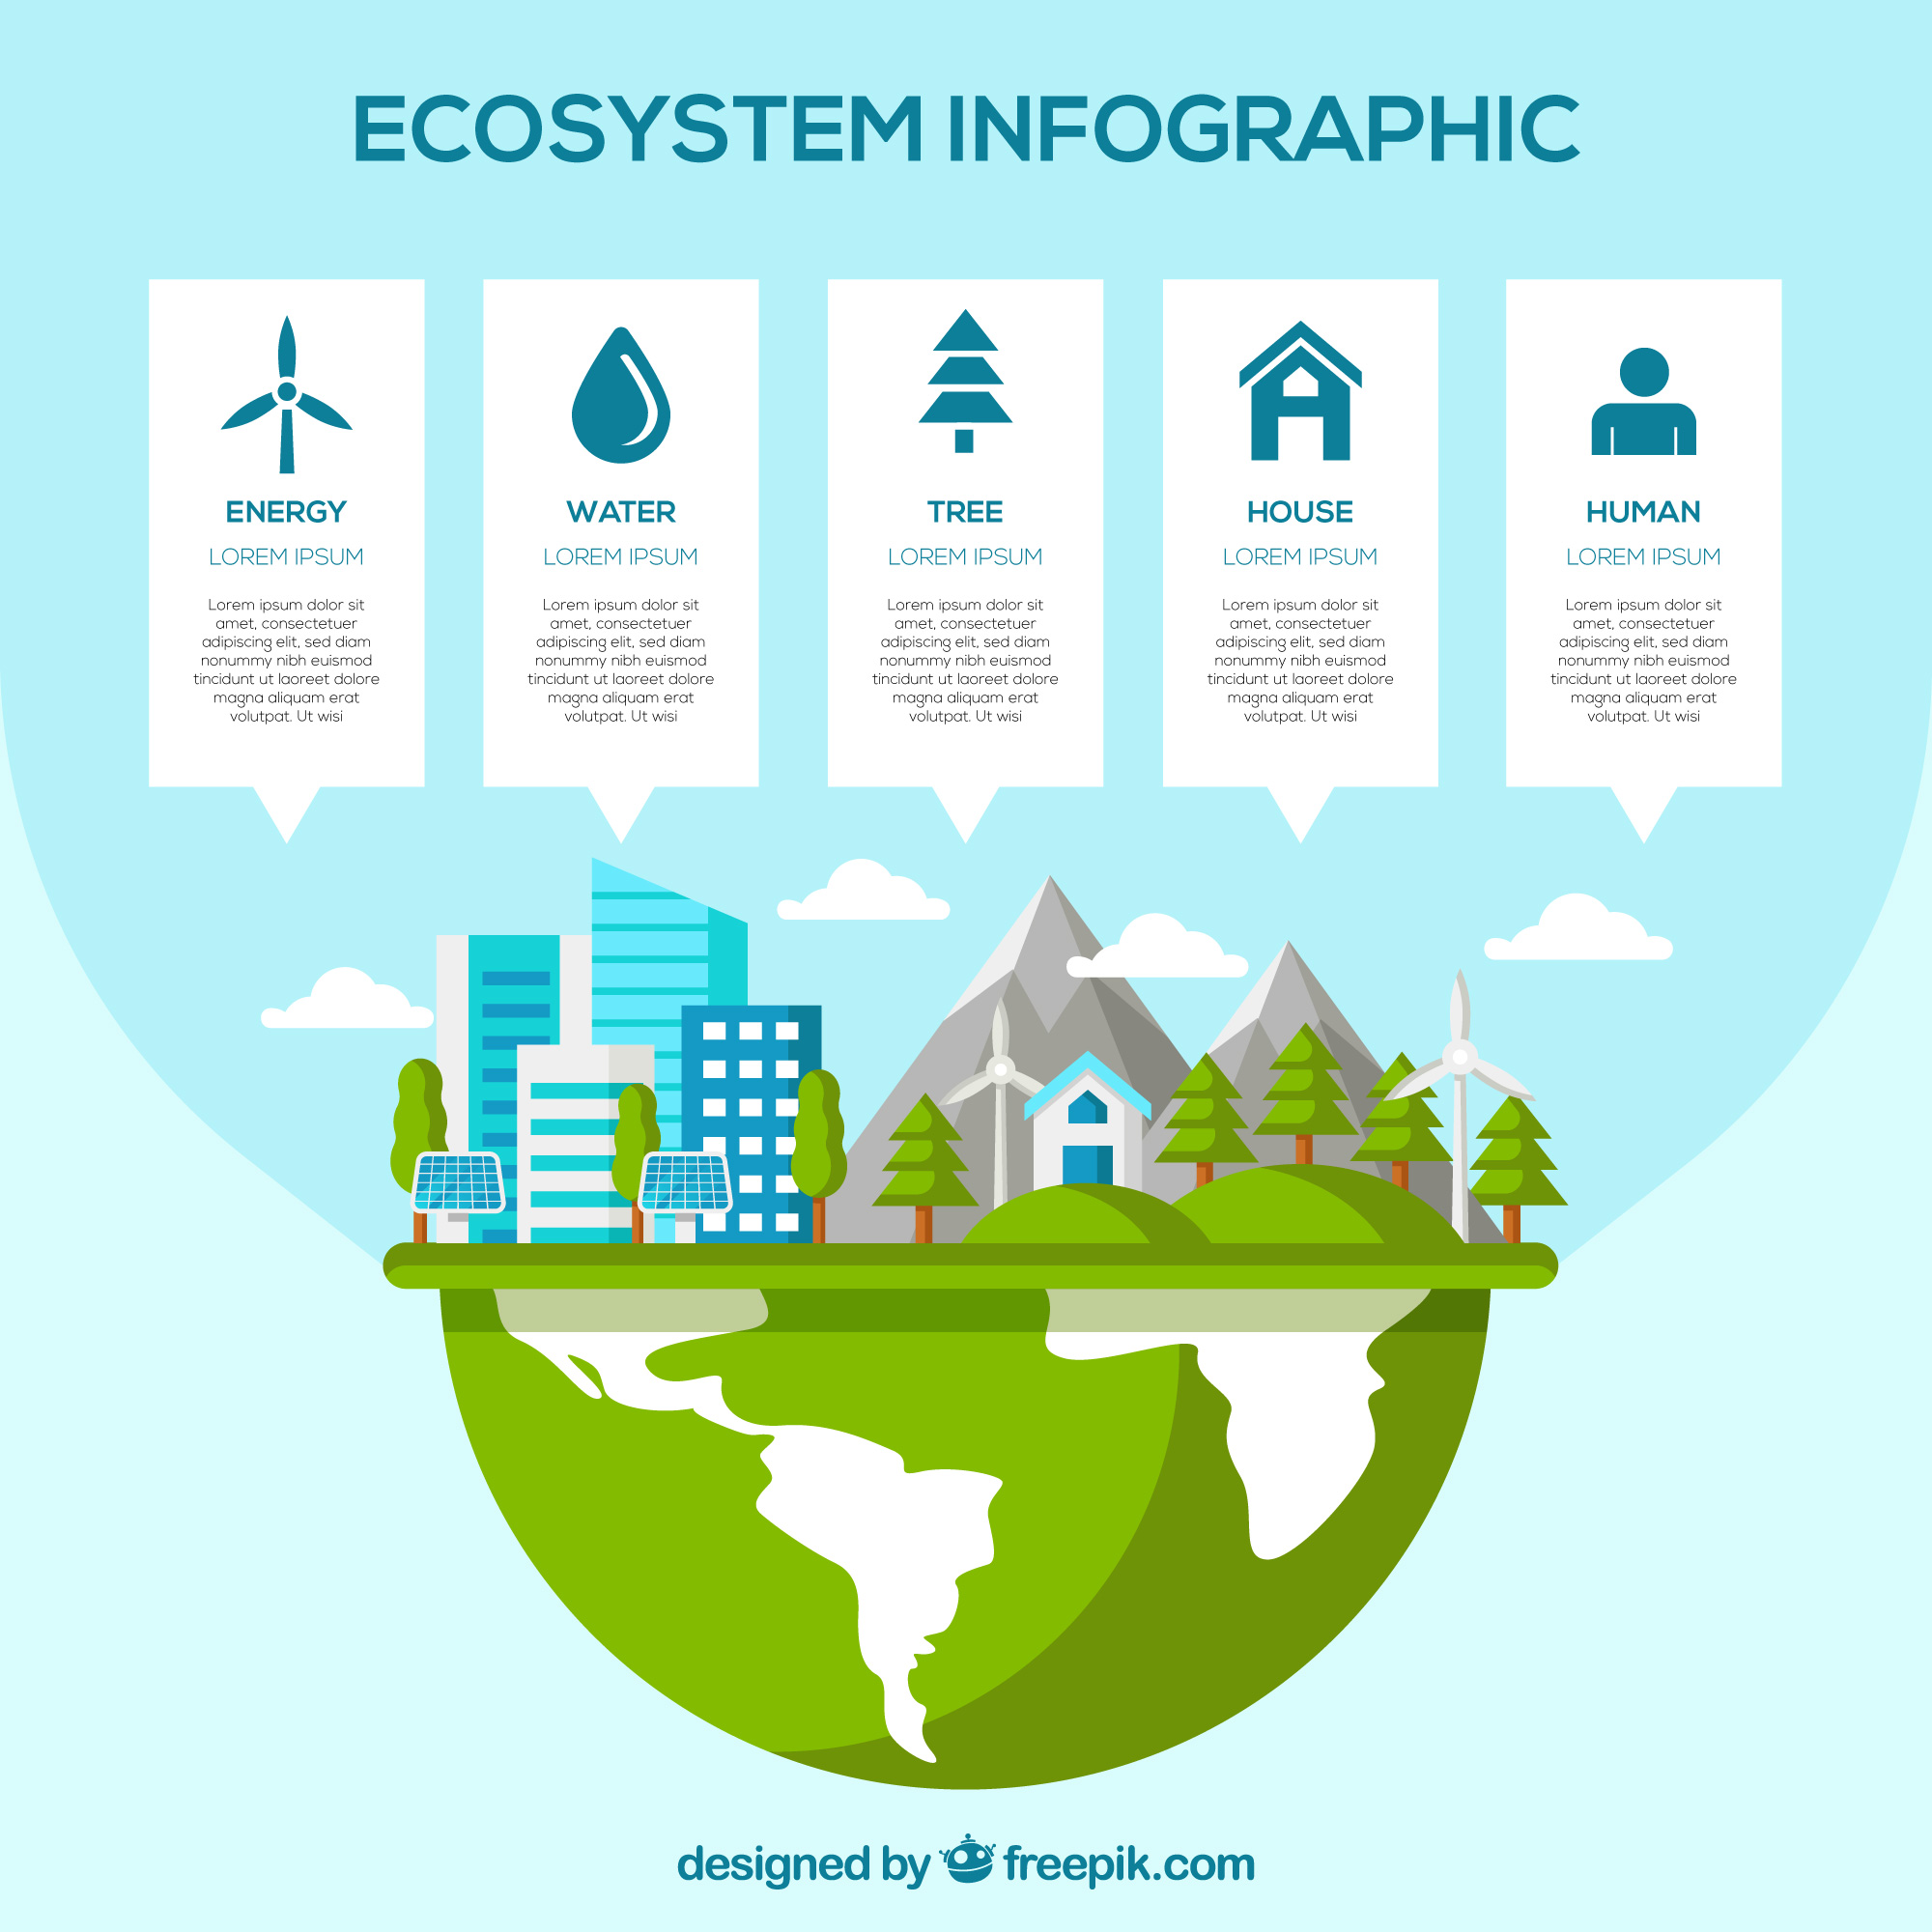 ECOSYSTEM INFOGRAPHIC
ENERGY
LOREM IPSUM
Lorem ipsum dolor sit
amet, consectetuer
adipiscing elit, sed diam
nonummy nibh euismod
tincidunt ut laoreet dolore
magna aliquam erat
volutpat. Ut wisi
WATER
LOREM IPSUM
Lorem ipsum dolor sit
amet, consectetuer
adipiscing elit, sed diam
nonummy nibh euismod
tincidunt ut laoreet dolore
magna aliquam erat
volutpat. Ut wisi
TREE
LOREM IPSUM
Lorem ipsum dolor sit
amet, consectetuer
adipiscing elit, sed diam
nonummy nibh euismod
tincidunt ut laoreet dolore
magna aliquam erat
volutpat. Ut wisi
HOUSE
LOREM IPSUM
Lorem ipsum dolor sit
amet, consectetuer
adipiscing elit, sed diam
nonummy nibh euismod
tincidunt ut laoreet dolore
magna aliquam erat
volutpat. Ut wisi
HUMAN
LOREM IPSUM
Lorem ipsum dolor sit
amet, consectetuer
adipiscing elit, sed diam
nonummy nibh euismod
tincidunt ut laoreet dolore
magna aliquam erat
volutpat. Ut wisi
designed by freepik.com